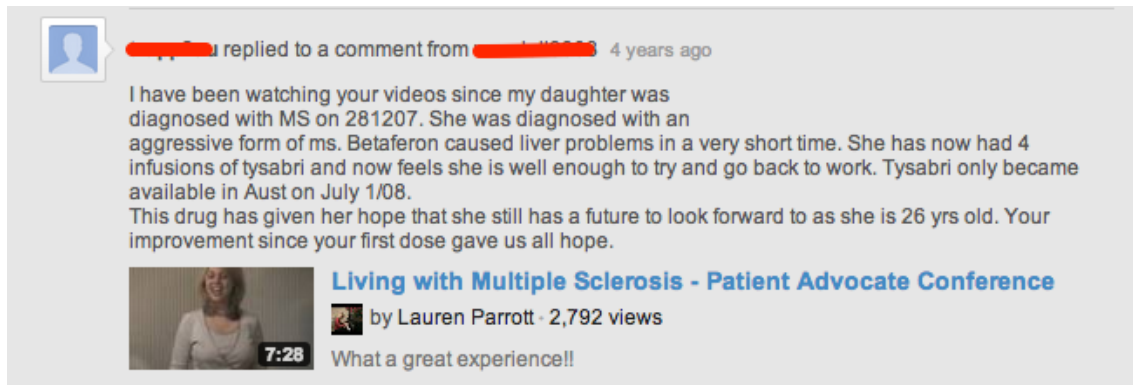 replied to a comment from 4 years ago
I have been watching your videos since my daughter was
diagnosed with MS on 281207. She was diagnosed with an
aggressive form of ms. Betaferon caused liver problems in a very short time. She has now had 4
infusions of tysabri and now feels she is well enough to try and go back to work. Tysabri only became
available in Aust on July 1/08.
This drug has given her hope that she still has a future to look forward to as she is 26 yrs old. Your
improvement since your first dose gave us all hope.
Living with Multiple Sclerosis - Patient Advocate Conference
by Lauren Parrott · 2,792 views
7:28
What a great experience!!